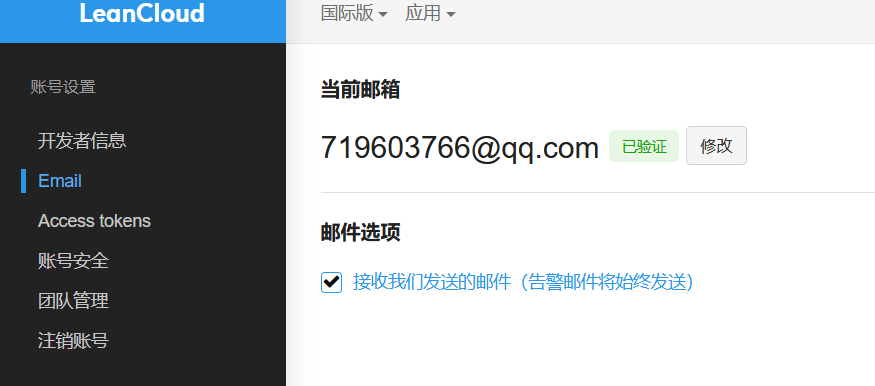 LeanCloud
国际版 应用
账号设置
开发者信息
Email
Access tokens
账号安全
团队管理
注销账号
当前邮箱
719603766@qq.com 已验证 修改
邮件选项
接收我们发送的邮件（告警邮件将始终发送）